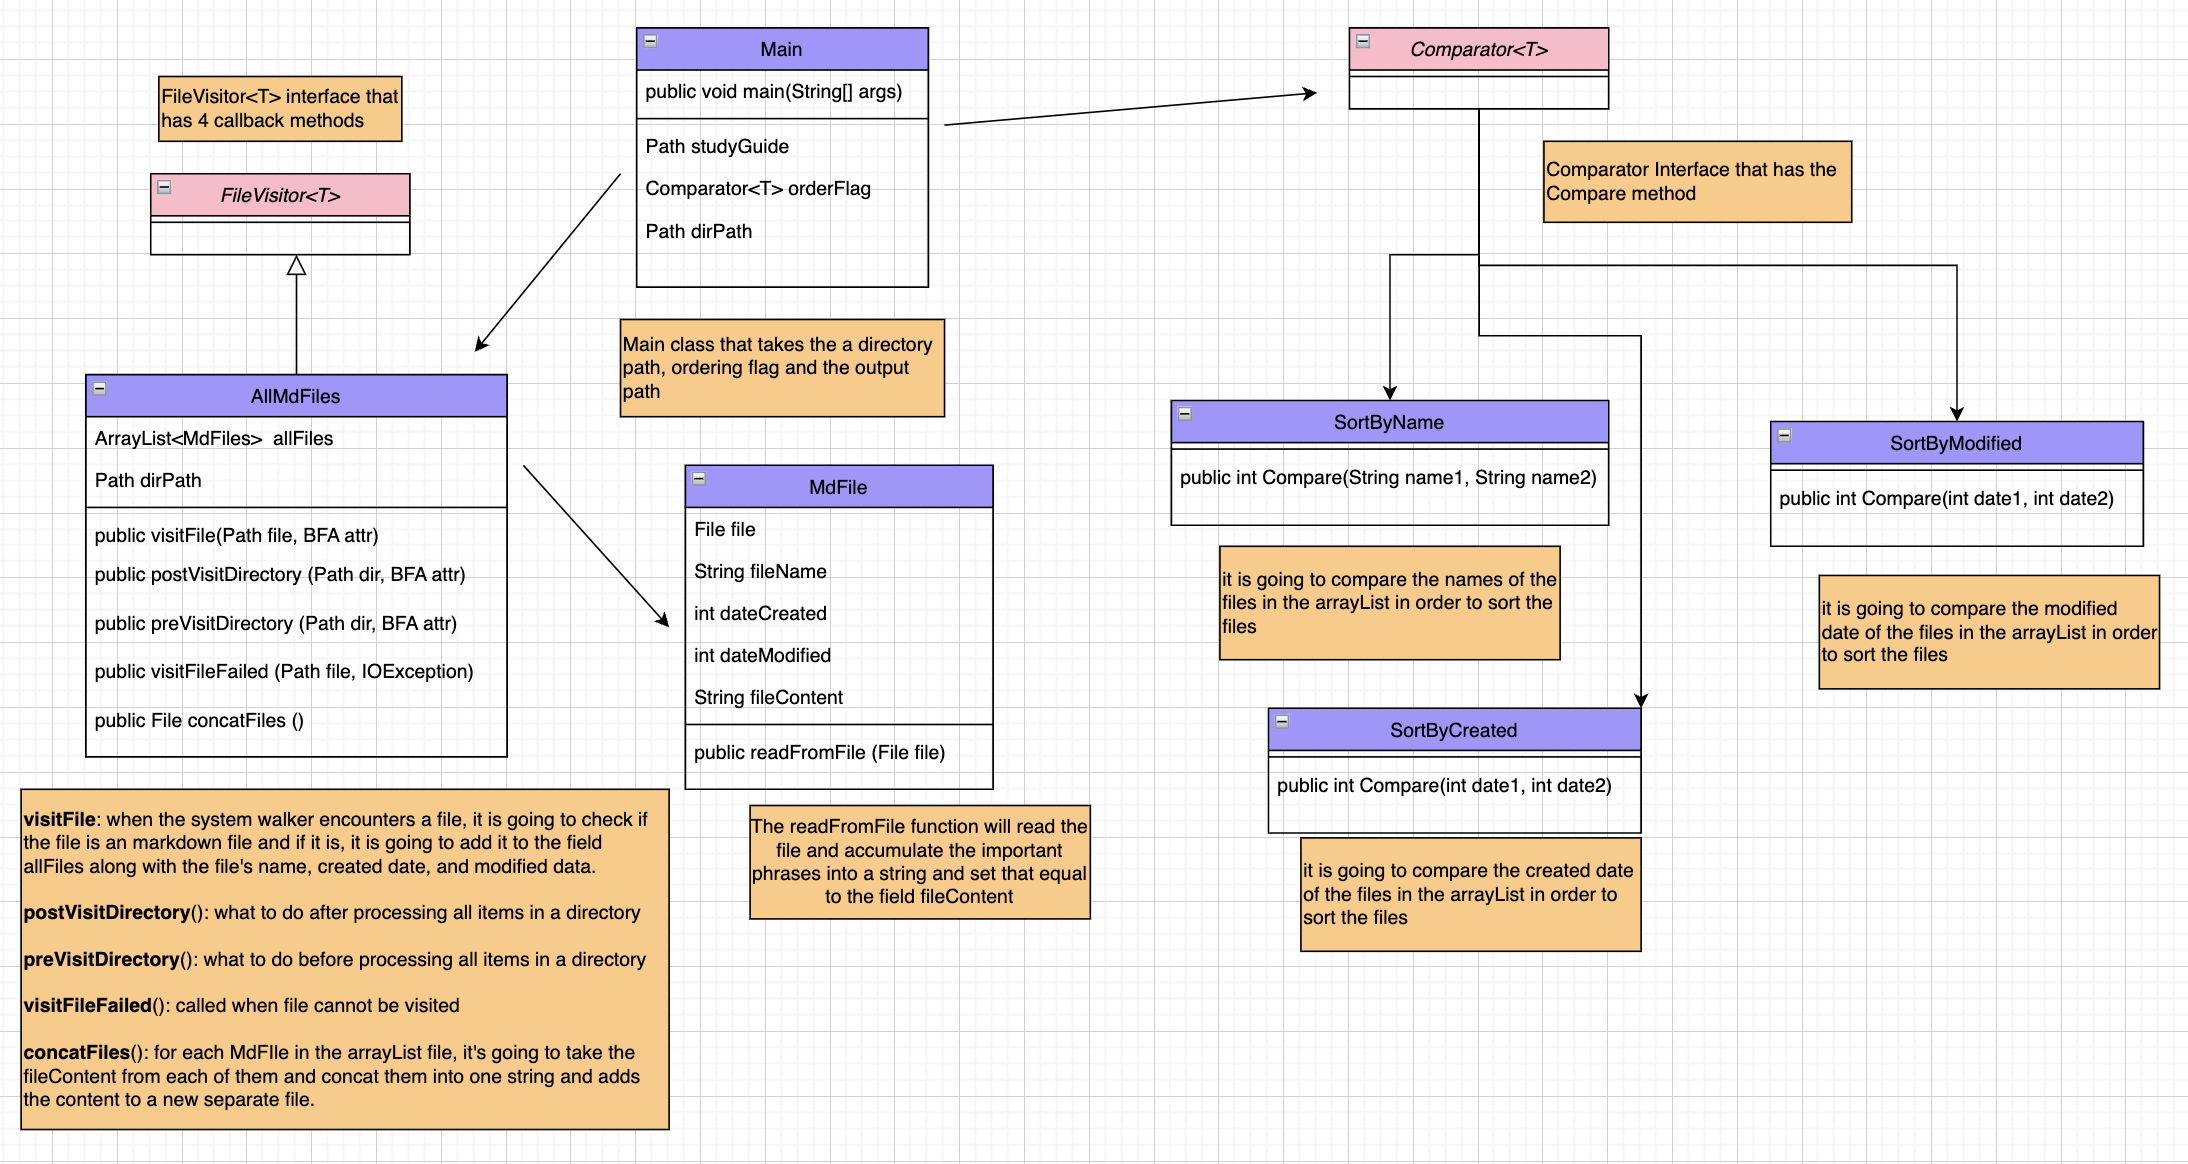 FileVisitor<T> interface that
has 4 callback methods
FileVisitor<T>
Main
public void main(String[] args)
Path studyGuide
Comparator<T> orderFlag
Path dirPath
Main class that takes the a directory
path, ordering flag and the output
path
Comparator<T>
Comparator Interface that has the
Compare method
AllMdFiles
ArrayList<MdFiles>  allFiles
Path dirPath
public visitFile(Path file, BFA attr)
public postVisitDirectory (Path dir, BFA attr)
public preVisitDirectory (Path dir, BFA attr)
public visitFileFailed (Path file, IOException)
public File concatFiles ()
visitFile: when the system walker encounters a file, it is going to check if
the file is an markdown file and if it is, it is going to add it to the field
allFiles along with the file's name, created date, and modified data.
postVisitDirectory(): what to do after processing all items in a directory
preVisitDirectory(): what to do before processing all items in a directory
visitFileFailed(): called when file cannot be visited
concatFiles(): for each MdFIle in the arrayList file, it's going to take the
fileContent from each of them and concat them into one string and adds
the content to a new separate file.
MdFile
File file
String fileName
int dateCreated
int dateModified
String fileContent
public readFromFile (File file)
The readFromFile function will read the
file and accumulate the important
phrases into a string and set that equal
to the field fileContent
SortByName
public int Compare(String name1, String name2)
it is going to compare the names of the
files in the arrayList in order to sort the
files
SortByModified
public int Compare(int date1, int date2)
it is going to compare the modified
date of the files in the arrayList in order
to sort the files
SortByCreated
public int Compare(int date1, int date2)
it is going to compare the created date
of the files in the arrayList in order to
sort the files